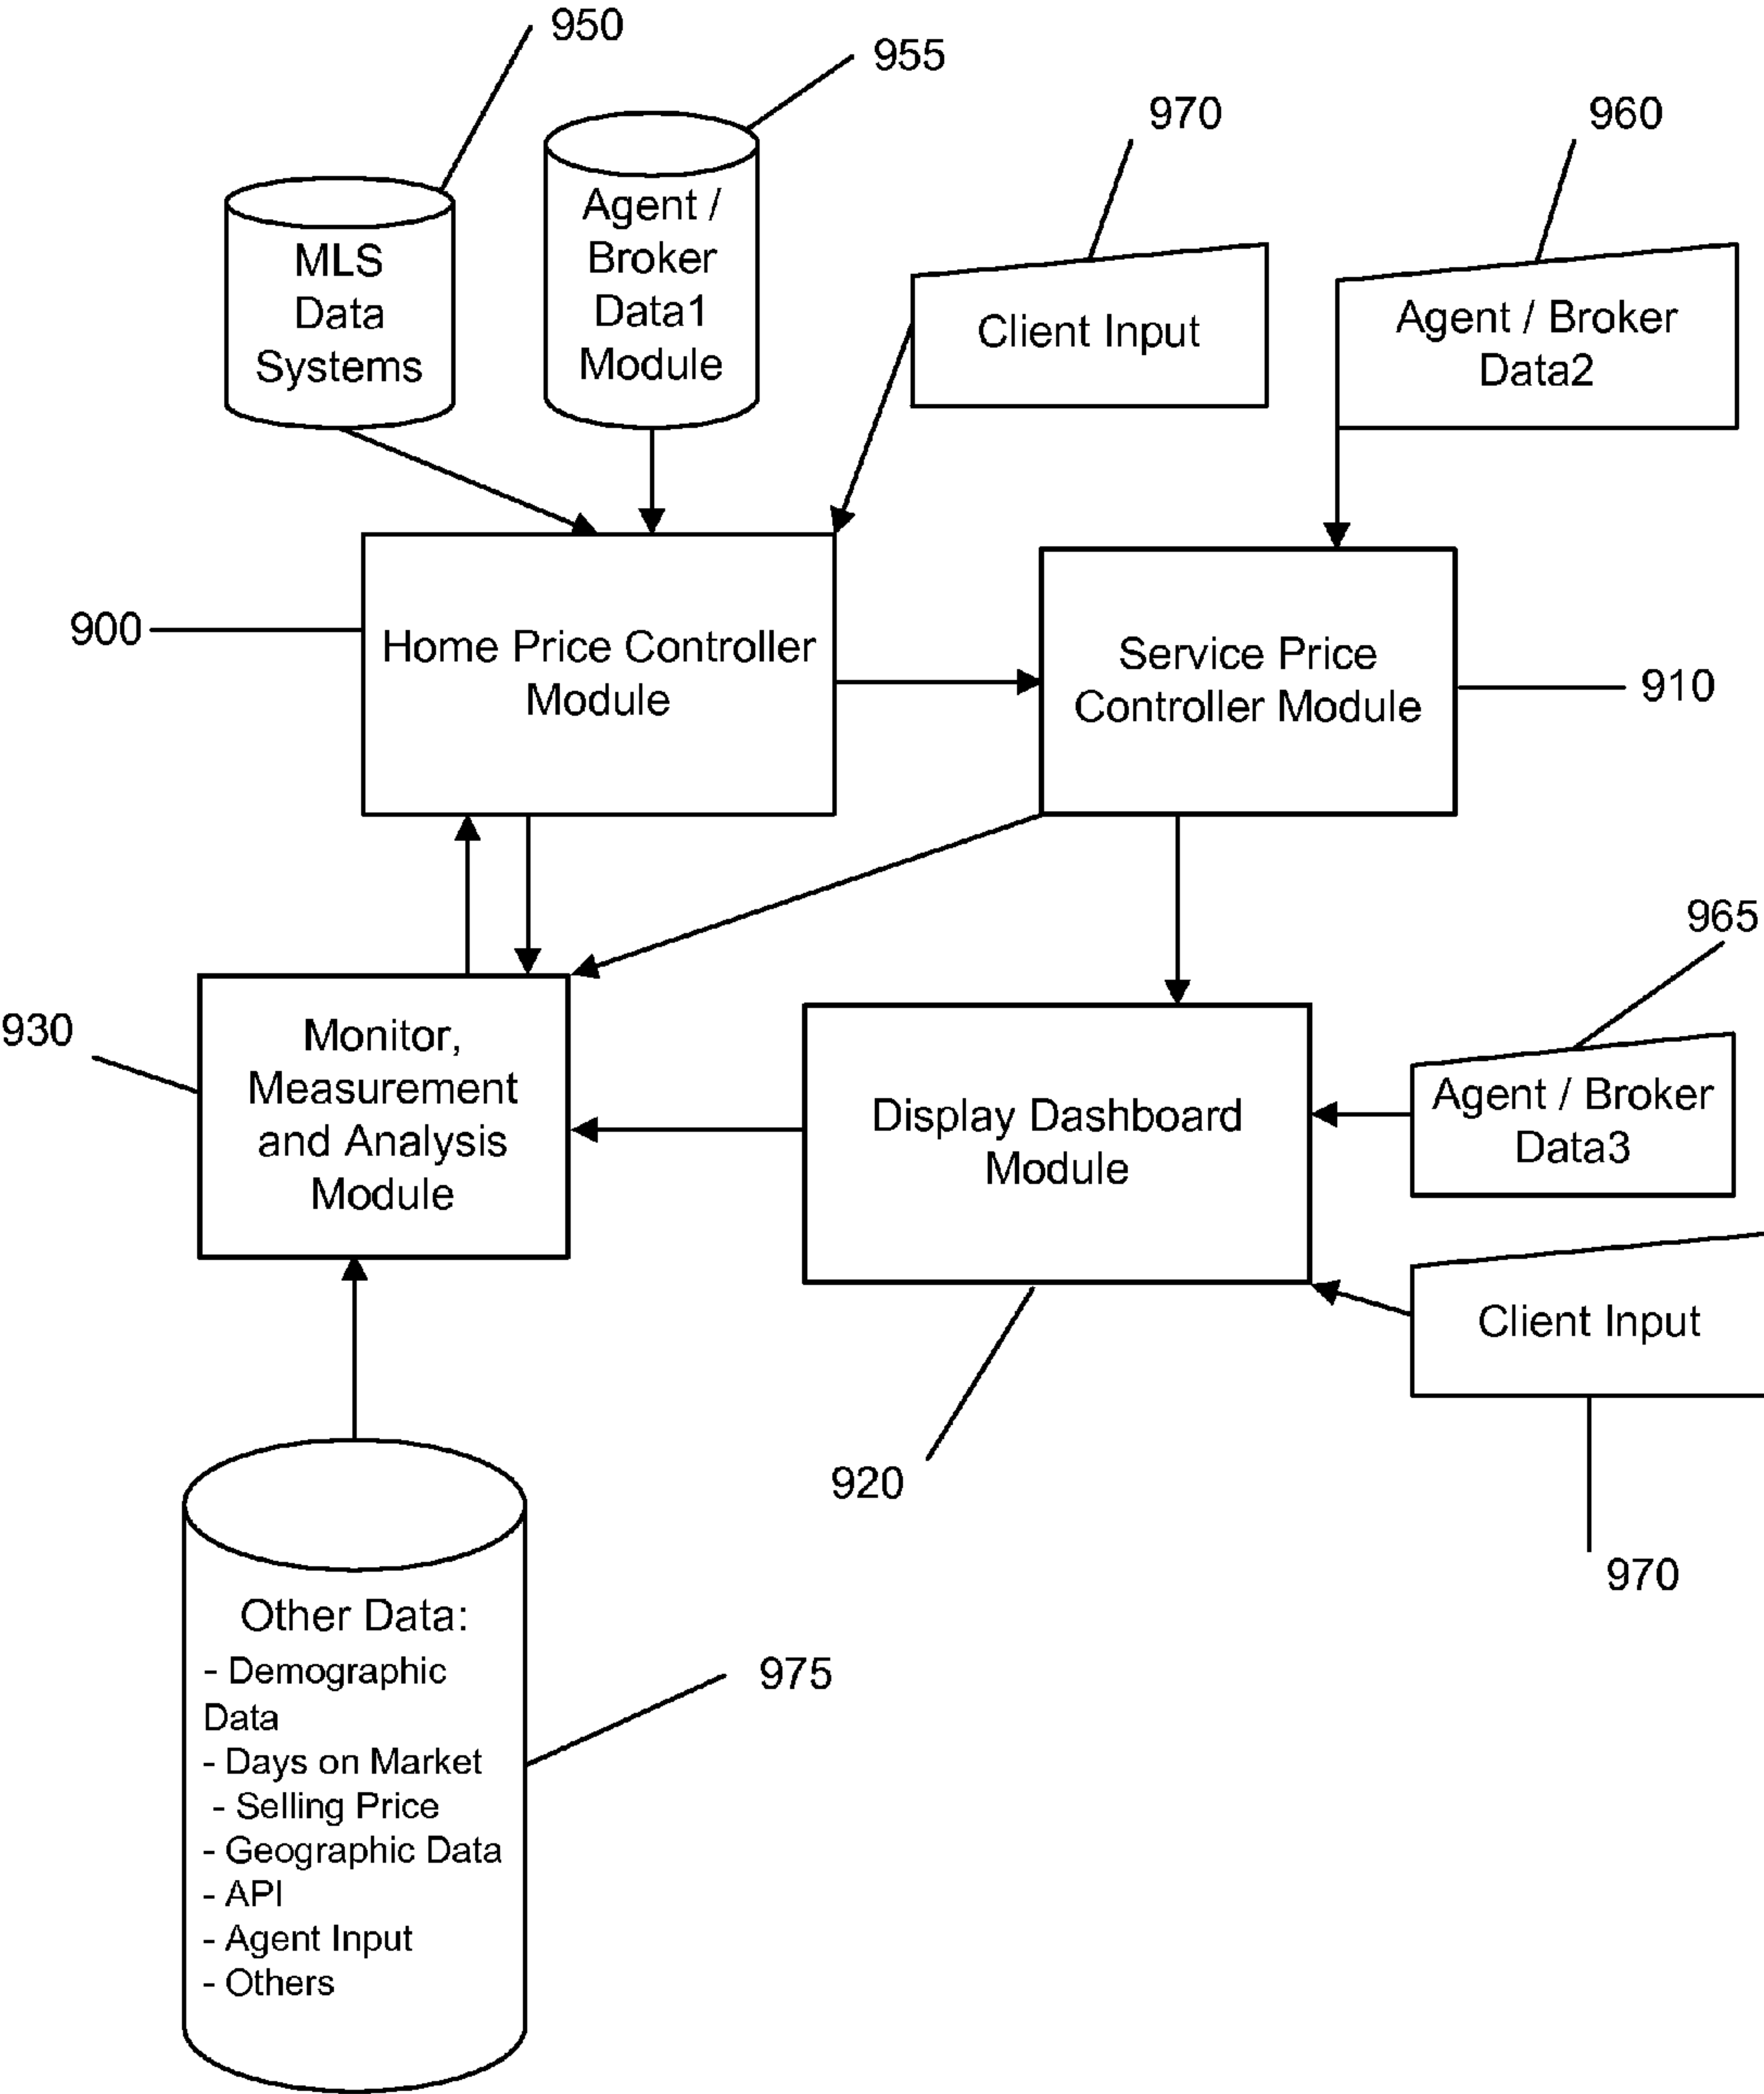 950
955
970
960
MLS
Data
Systems
Agent /
Broker
Data1
Module
Client Input
Agent / Broker
Data2
900
Home Price Controller
Module
Service Price
Controller Module
910
965
930
Monitor,
Measurement
and Analysis
Module
Display Dashboard
Module
Agent / Broker
Data3
Client Input
920
970
Other Data:
- Demographic
Data
- Days on Market
- Selling Price
- Geographic Data
- API
- Agent Input
- Others
975